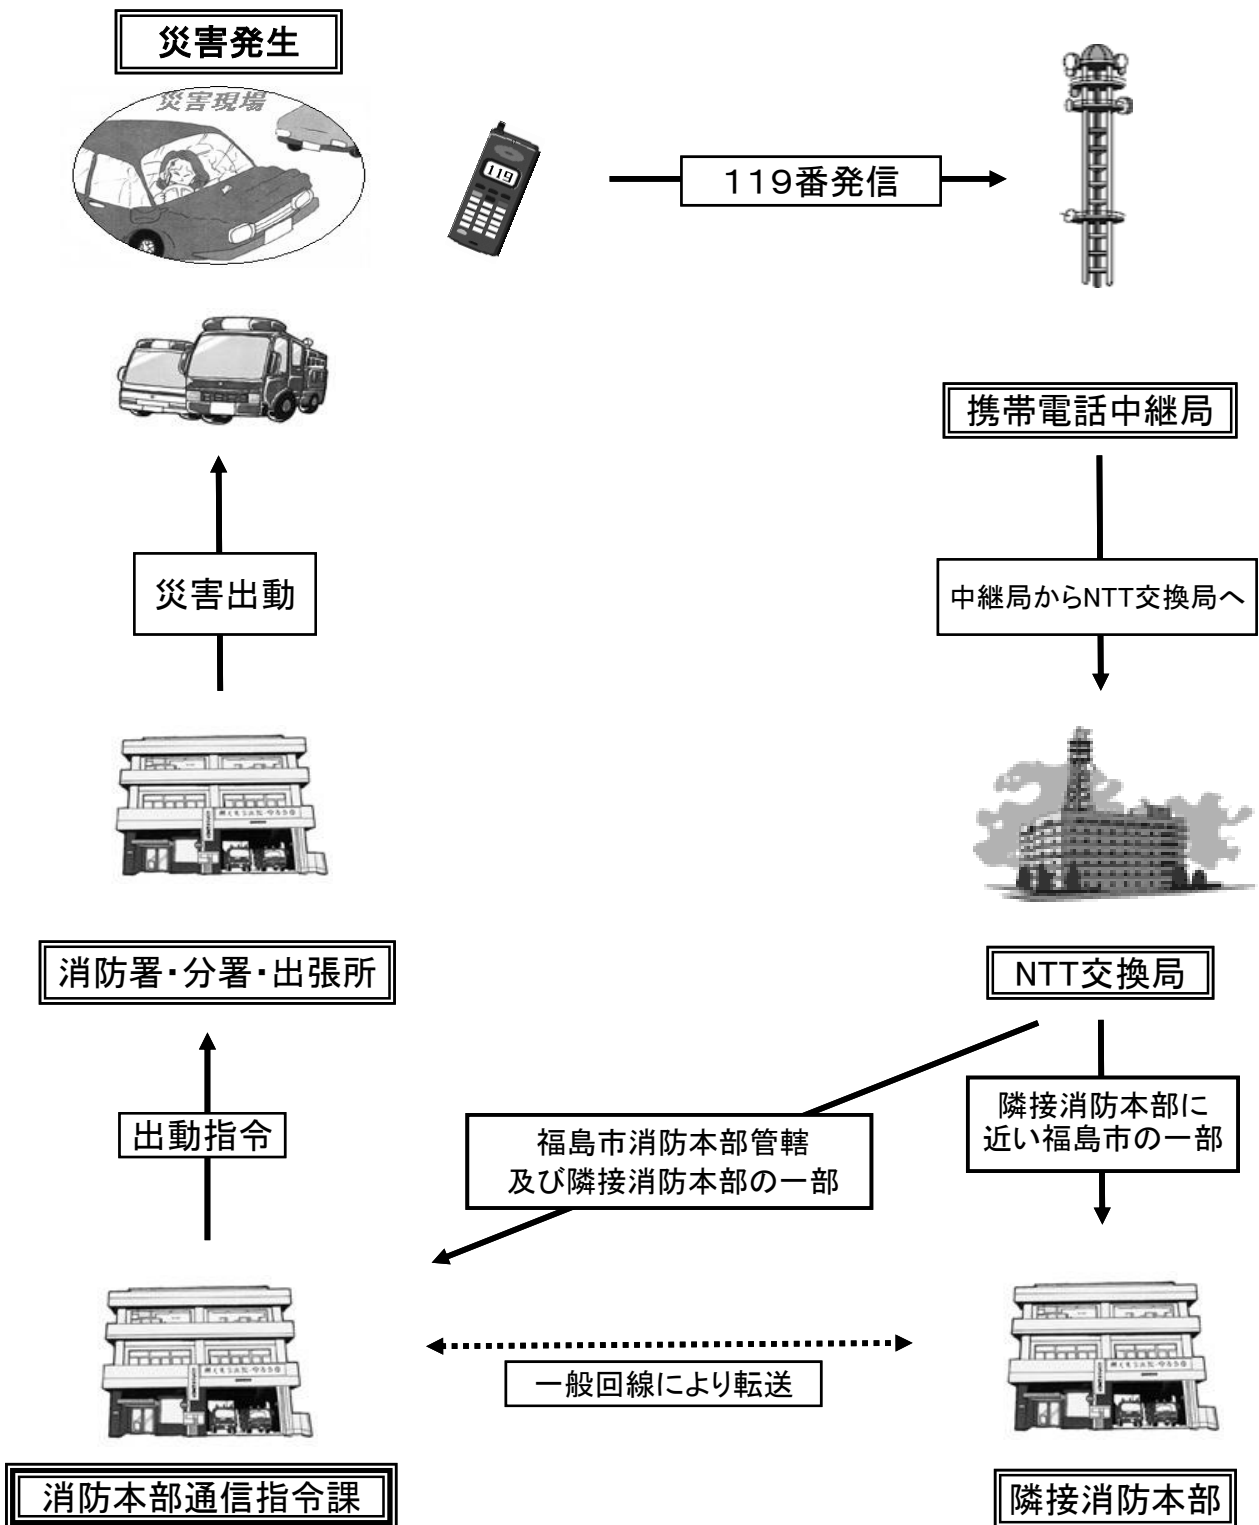 災害発生
災害現場
119
119番発信
携帯電話中継局
災害出動
中継局からNTT交換局へ
消防署・分署・出張所
NTT交換局
出動指令
福島市消防本部管轄
及び隣接消防本部の一部
隣接消防本部に
近い福島市の一部
一般回線により転送
消防本部通信指令課
隣接消防本部